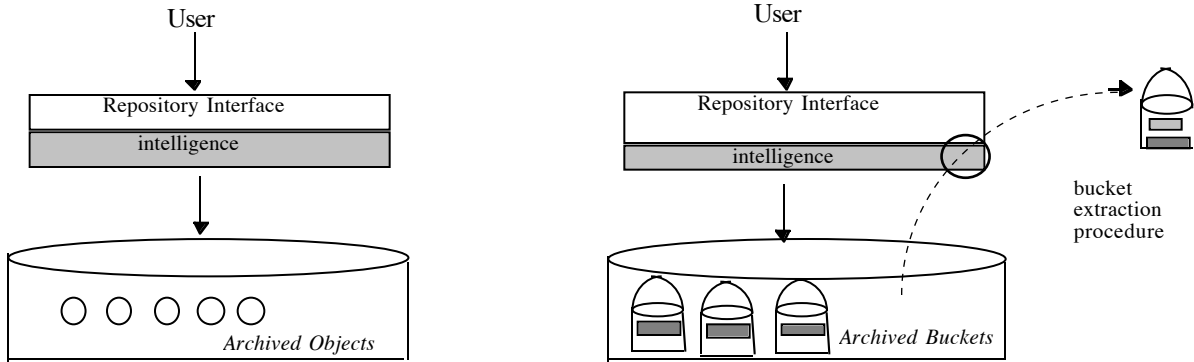 User
Repository Interface
intelligence
Archived Objects
User
Repository Interface
intelligence
Archived Buckets
bucket
extraction
procedure